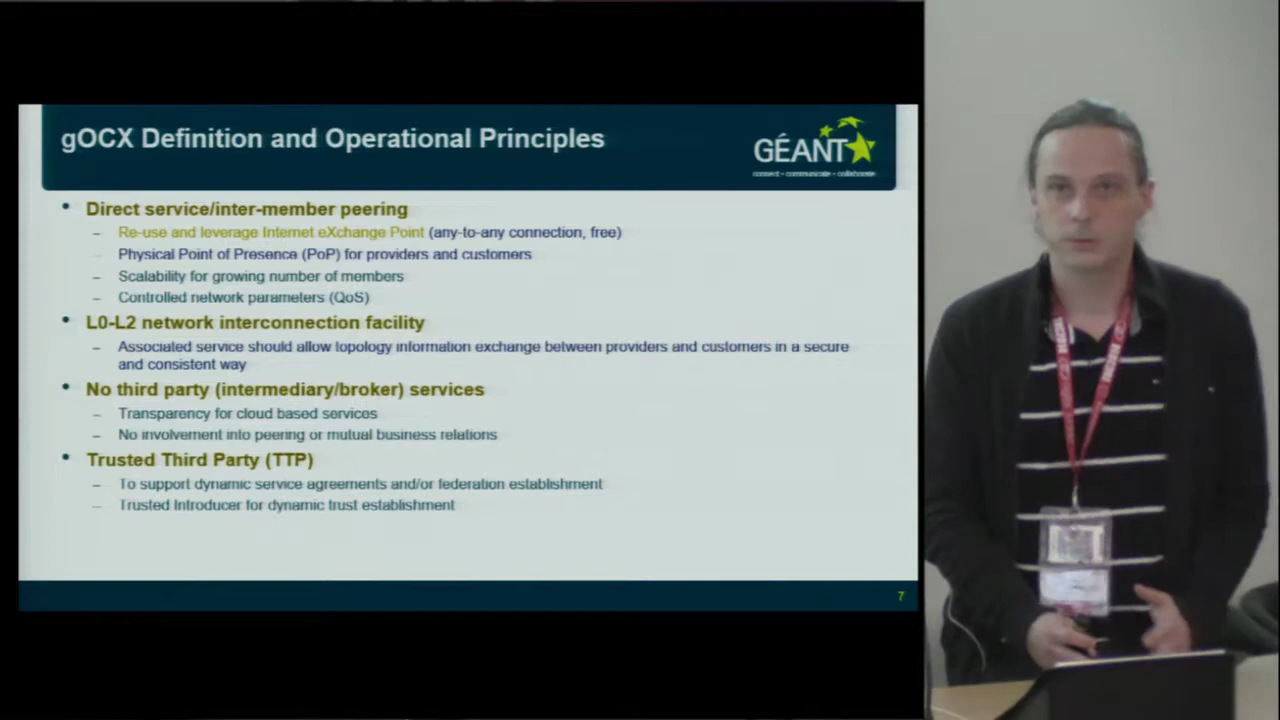 gOCX Definition and Operational Principles
GÉANT
connect • communicate • collaborate
• Direct service/inter-member peering
– Re-use and leverage Internet eXchange Point (any-to-any connection, free)
– Physical Point of Presence (PoP) for providers and customers
– Scalability for growing number of members
– Controlled network parameters (QoS)
• L0-L2 network interconnection facility
– Associated service should allow topology information exchange between providers and customers in a secure
and consistent way
• No third party (intermediary/broker) services
– Transparency for cloud based services
– No involvement into peering or mutual business relations
• Trusted Third Party (TTP)
– To support dynamic service agreements and/or federation establishment
– Trusted Introducer for dynamic trust establishment
7